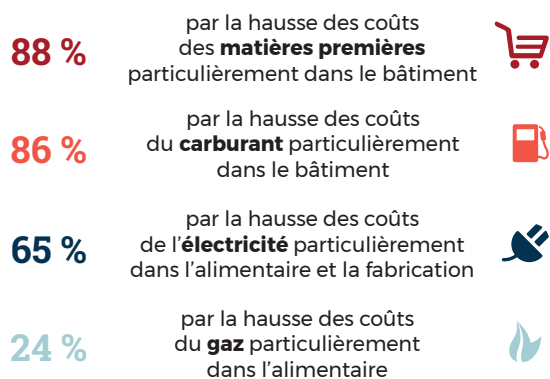 88 %
par la hausse des coûts
des matières premières
particulièrement dans le bâtiment
86 %
par la hausse des coûts
du carburant particulièrement
dans le bâtiment
65 %
par la hausse des coûts
de l'électricité particulièrement
dans l'alimentaire et la fabrication
24 %
par la hausse des coûts
du gaz particulièrement
dans l'alimentaire